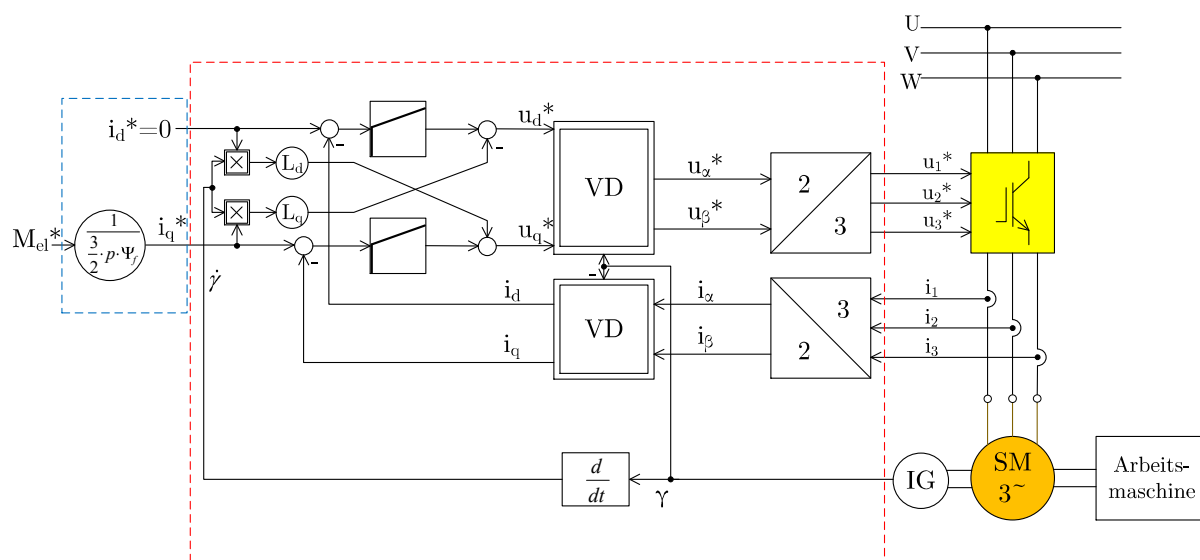 U
V
W
i_d*=0
u_d*
L_d
×
VD
u_α*
2
3
u_1*
u_2*
u_3*
L_q
×
u_β*
M_el*
1
3/2 · p · Ψ_f
i_q*
u_q*
-
-
-
-
γ̇
i_d
VD
i_α
3
2
i_1
i_2
i_3
i_q
i_β
d
dt
γ
IG
SM
3~
Arbeits-
maschine